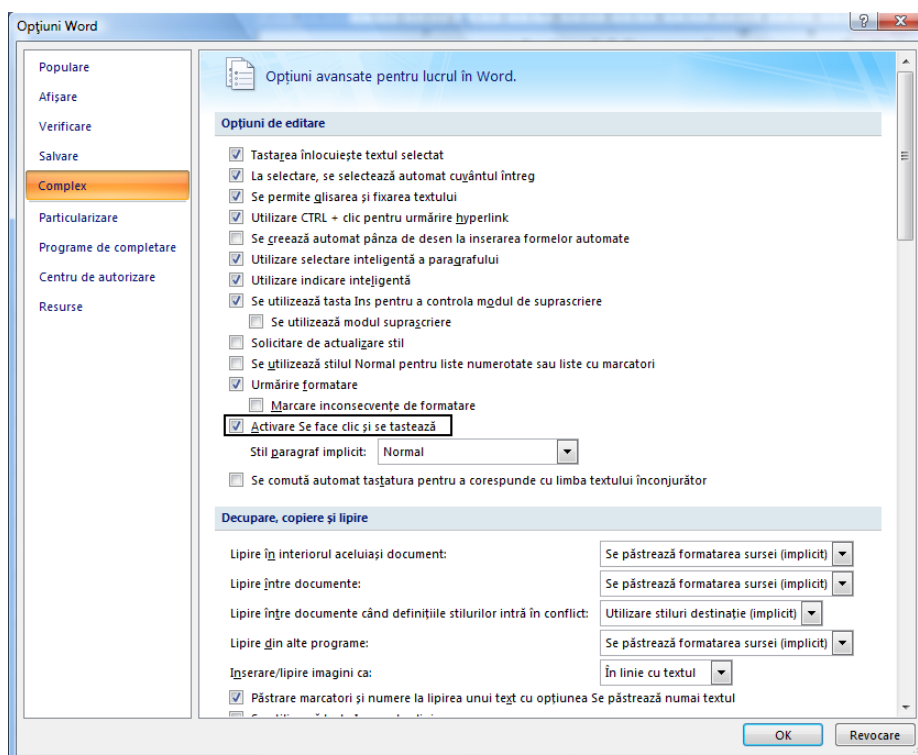 Opțiuni Word
Populare
Afișare
Verificare
Salvare
Complex
Particularizare
Programe de completare
Centru de autorizare
Resurse
Opțiuni avansate pentru lucrul în Word.
Opțiuni de editare
Tastarea înlocuiește textul selectat
La selectare, se selectează automat cuvântul întreg
Se permite glisarea și fixarea textului
Utilizare CTRL + clic pentru urmărire hyperlink
Se creează automat pânza de desen la inserarea formelor automate
Utilizare selectare inteligentă a paragrafului
Utilizare indicare inteligentă
Se utilizează tasta Ins pentru a controla modul de suprascriere
Se utilizează modul suprascriere
Solicitare de actualizare stil
Se utilizează stilul Normal pentru liste numerotate sau liste cu marcatori
Urmărire formatare
Marcare inconsecvențe de formatare
Activare Se face clic și se tastează
Stil paragraf implicit: Normal
Se comută automat tastatura pentru a corespunde cu limba textului înconjurător
Decupare, copiere și lipire
Lipire în interiorul aceluiași document: Se păstrează formatarea sursei (implicit)
Lipire între documente: Se păstrează formatarea sursei (implicit)
Lipire între documente când definițiile stilurilor intră în conflict: Utilizare stiluri destinație (implicit)
Lipire din alte programe: Se păstrează formatarea sursei (implicit)
Inserare/lipire imagini ca: În linie cu textul
Păstrare marcatori și numere la lipirea unui text cu opțiunea Se păstrează numai textul
OK Revocare